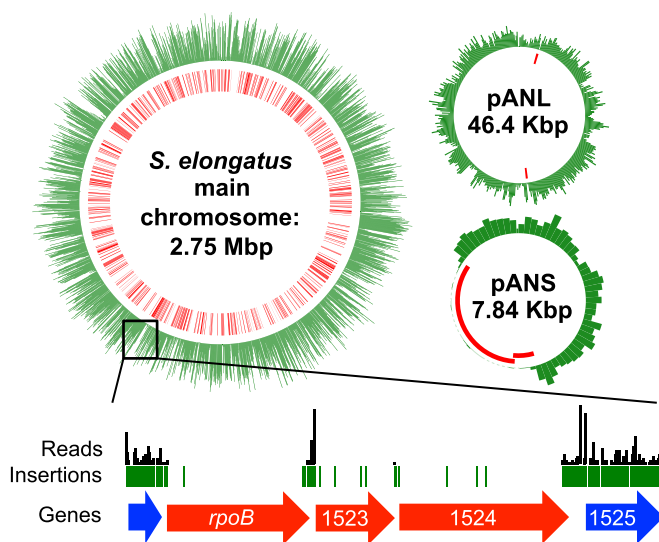 S. elongatus
main
chromosome:
2.75 Mbp
pANL
46.4 Kbp
pANS
7.84 Kbp
Reads
Insertions
Genes
rpoB
1523
1524
1525